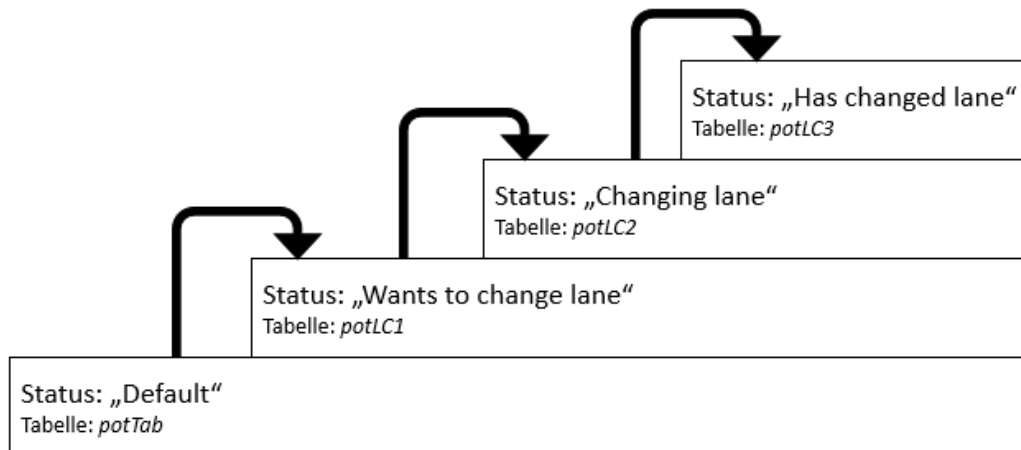 Status: „Has changed lane“
Tabelle: potLC3
Status: „Changing lane“
Tabelle: potLC2
Status: „Wants to change lane“
Tabelle: potLC1
Status: „Default“
Tabelle: potTab